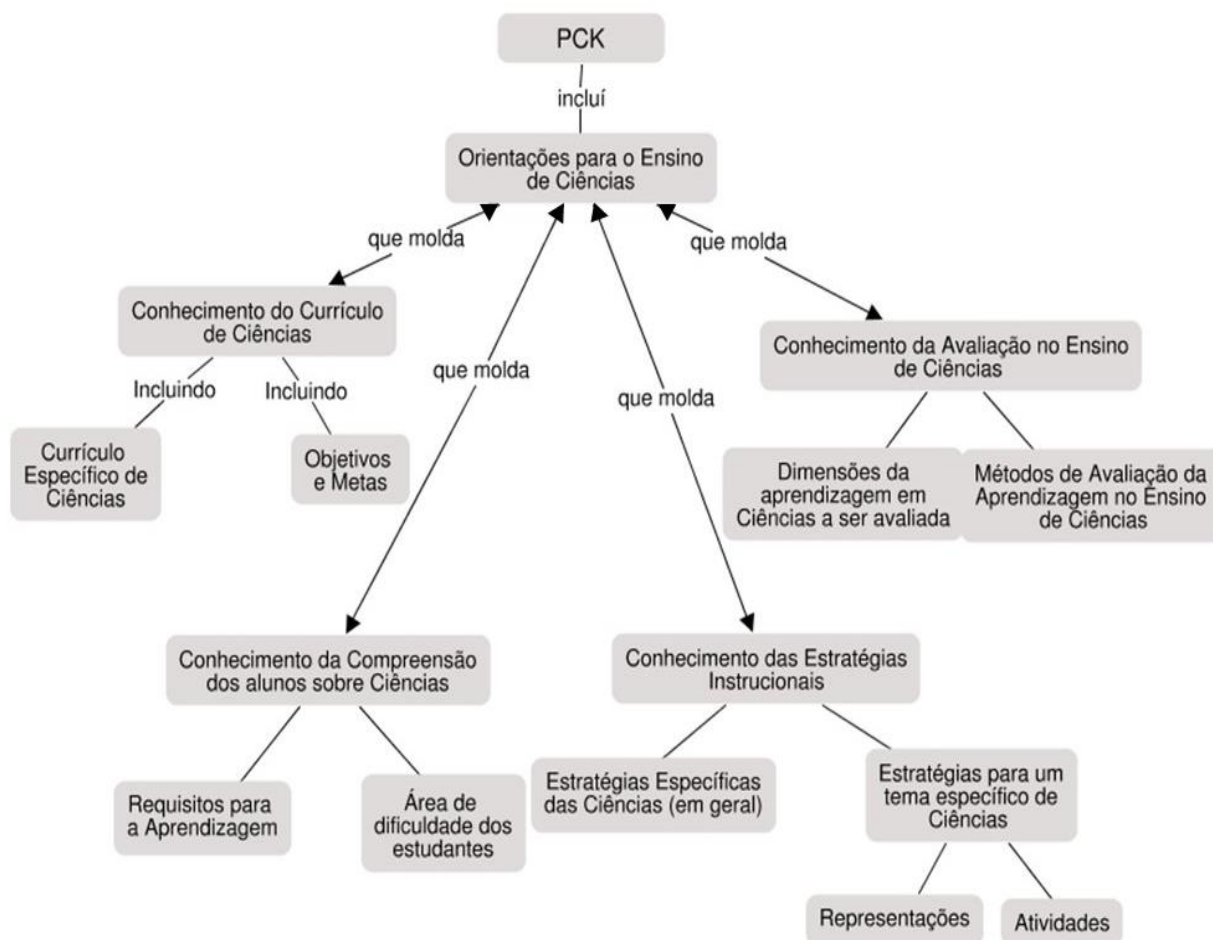 PCK
incluí
Orientações para o Ensino
de Ciências
que molda
que molda
Conhecimento do Currículo
de Ciências
Conhecimento da Avaliação no Ensino
de Ciências
que molda
que molda
Incluindo
Incluindo
Currículo
Específico de
Ciências
Objetivos
e Metas
Dimensões da
aprendizagem em
Ciências a ser avaliada
Métodos de Avaliação da
Aprendizagem no Ensino
de Ciências
Conhecimento da Compreensão
dos alunos sobre Ciências
Conhecimento das Estratégias
Instrucionais
Requisitos para
a Aprendizagem
Área de
dificuldade dos
estudantes
Estratégias Específicas
das Ciências (em geral)
Estratégias para um
tema específico de
Ciências
Representações
Atividades